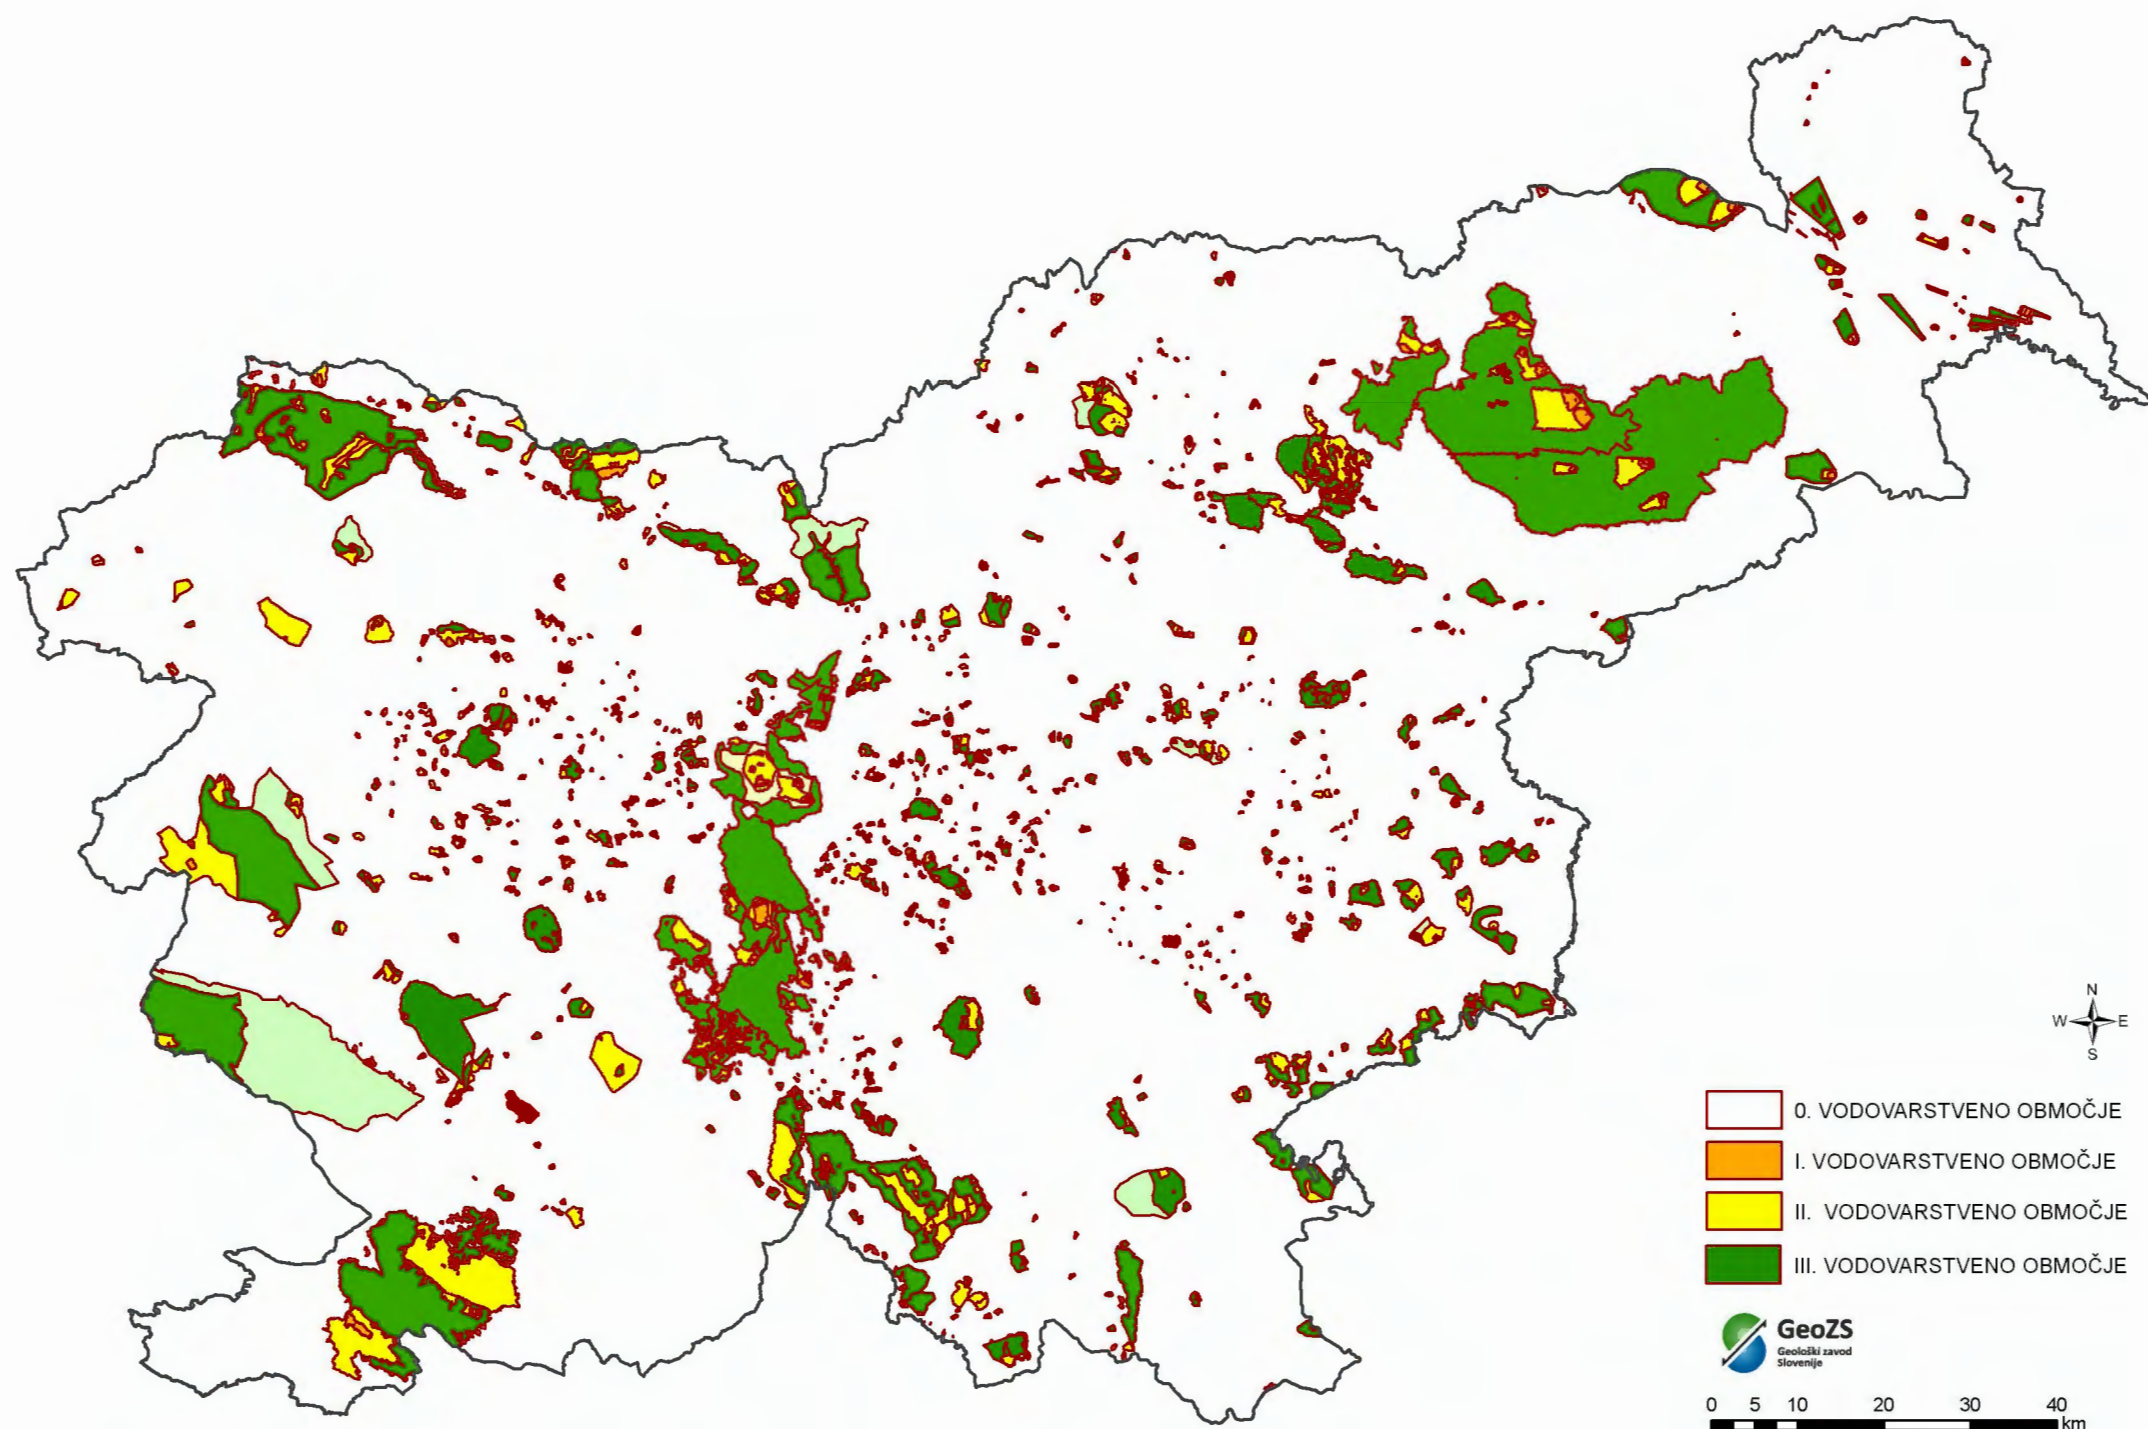 N
W E
S
0. VODOVARSTVENO OBMOČJE
I. VODOVARSTVENO OBMOČJE
II. VODOVARSTVENO OBMOČJE
III. VODOVARSTVENO OBMOČJE
GeoZS
Geološki zavod
Slovenije
0 5 10 20 30 40
km